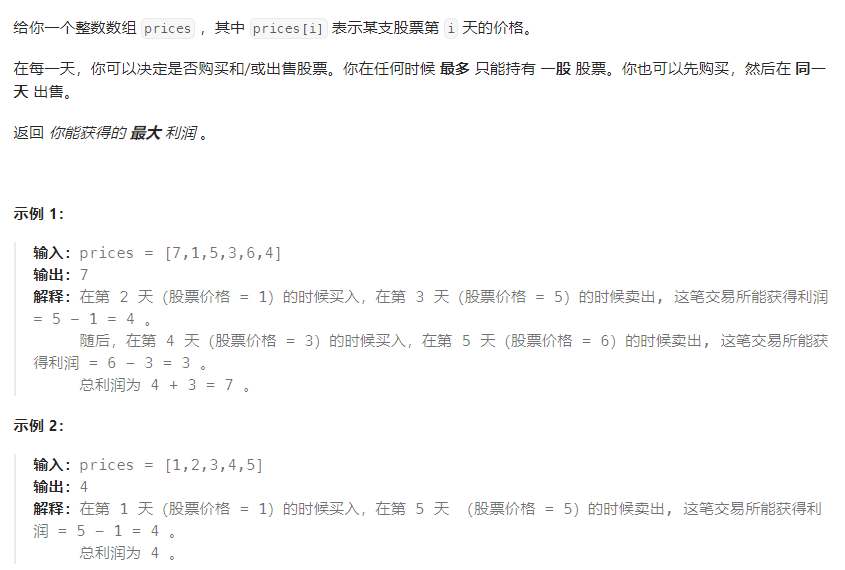 给你一个整数数组 prices ，其中 prices[i] 表示某支股票第 i 天的价格。
在每一天，你可以决定是否购买和/或出售股票。你在任何时候 最多 只能持有 一股 股票。你也可以先购买，然后在 同一
天 出售。
返回 你能获得的 最大 利润 。
示例 1：
输入：prices = [7,1,5,3,6,4]
输出：7
解释：在第 2 天（股票价格 = 1）的时候买入，在第 3 天（股票价格 = 5）的时候卖出, 这笔交易所能获得利润
= 5 - 1 = 4 。
随后，在第 4 天（股票价格 = 3）的时候买入，在第 5 天（股票价格 = 6）的时候卖出, 这笔交易所能获
得利润 = 6 - 3 = 3 。
总利润为 4 + 3 = 7 。
示例 2：
输入：prices = [1,2,3,4,5]
输出：4
解释：在第 1 天（股票价格 = 1）的时候买入，在第 5 天 （股票价格 = 5）的时候卖出, 这笔交易所能获得利
润 = 5 - 1 = 4 。
总利润为 4 。